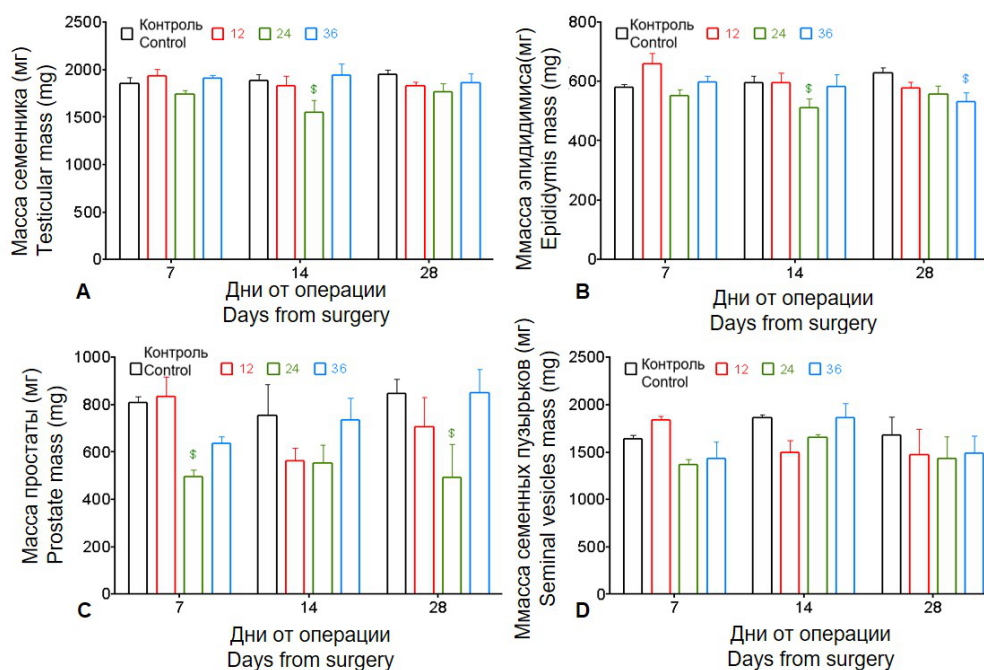 Масса семенника (мг)
Testicular mass (mg)
2500
2000
1500
1000
500
0
Контроль
Control
12
24
36
$
7
14
28
A
Дни от операции
Days from surgery
Ммасса эпидидимиса(мг)
Epididymis mass (mg)
800
600
400
200
0
Контроль
Control
12
24
36
$
$
7
14
28
B
Дни от операции
Days from surgery
Масса простаты (мг)
Prostate mass (mg)
1000
800
600
400
200
0
Контроль
Control
12
24
36
$
$
7
14
28
C
Дни от операции
Days from surgery
Ммасса семенных пузырьков (мг)
Seminal vesicles mass (mg)
2500
2000
1500
1000
500
0
Контроль
Control
12
24
36
7
14
28
D
Дни от операции
Days from surgery